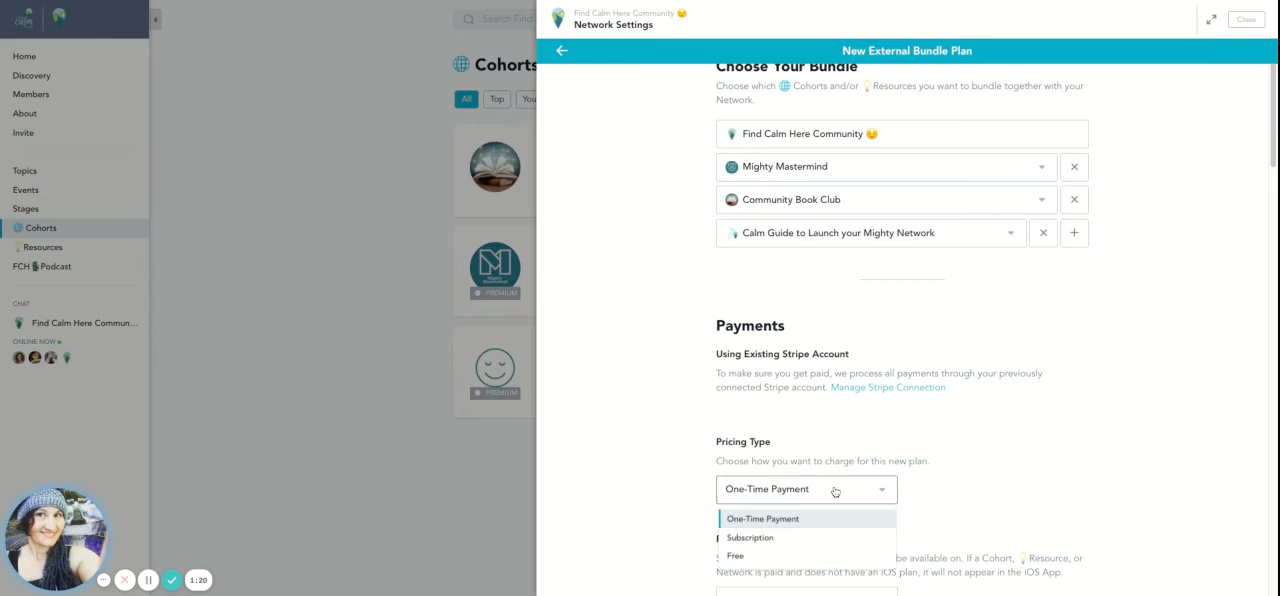 calm
Home
Discovery
Members
About
Invite
Topics
Events
Stages
Cohorts
Resources
FCH Podcast
CHAT
Find Calm Here Commun...
ONLINE NOW
1:20
Search Find
Cohorts
All
Top
You
PREMIUM
PREMIUM
Find Calm Here Community
Network Settings
Close
New External Bundle Plan
Choose Your Bundle
Choose which 🌐 Cohorts and/or 💡Resources you want to bundle together with your
Network.
Find Calm Here Community 😌
Mighty Mastermind
Community Book Club
Calm Guide to Launch your Mighty Network
Payments
Using Existing Stripe Account
To make sure you get paid, we process all payments through your previously
connected Stripe account. Manage Stripe Connection
Pricing Type
Choose how you want to charge for this new plan.
One-Time Payment
One-Time Payment
Subscription
Free
be available on. If a Cohort, 💡Resource, or
Network is paid and does not have an iOS plan, it will not appear in the iOS App.